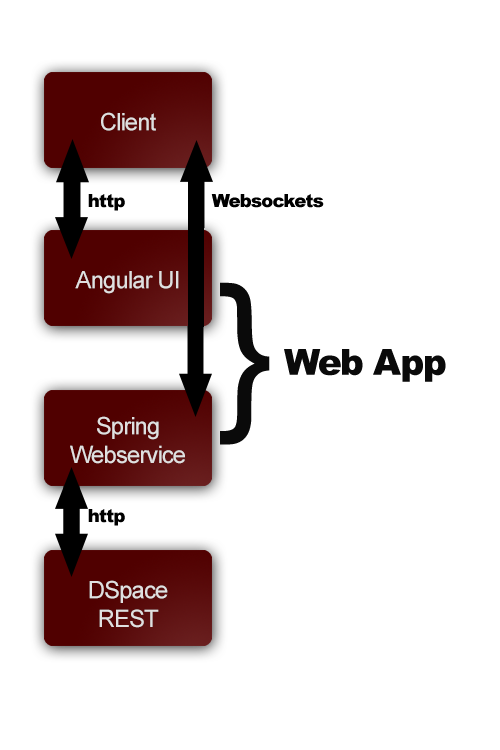 Client
http
Websockets
Angular UI
Web App
Spring
Webservice
http
DSpace
REST